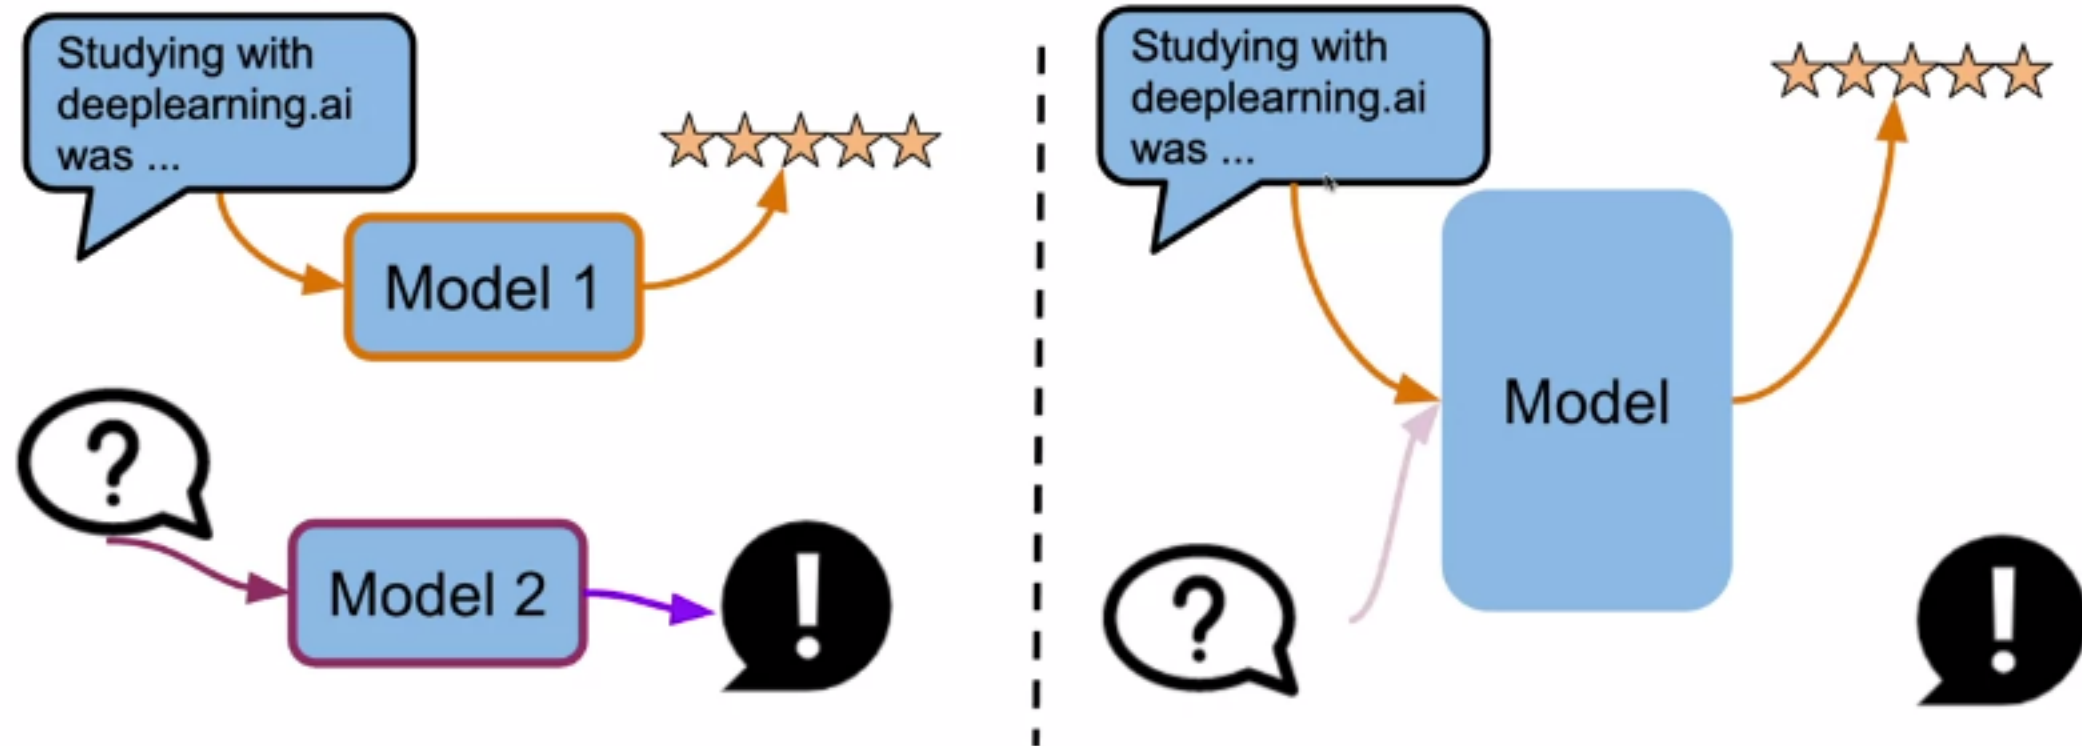 Studying with
deeplearning.ai
was ...
Model 1
?
Model 2
!
Studying with
deeplearning.ai
was ...
Model
?
!